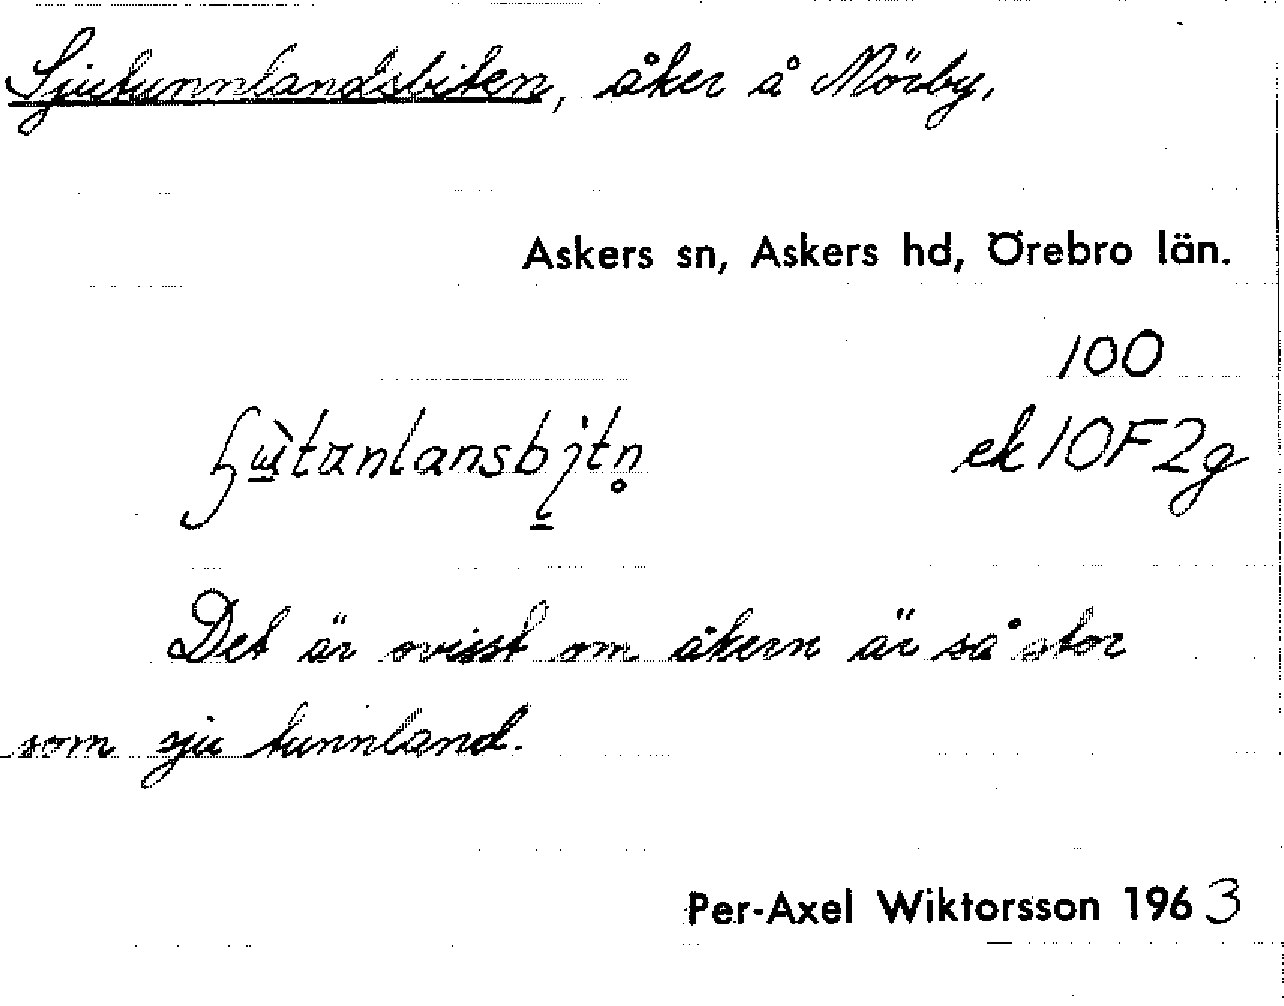 Sjutunnlandsbiten, åker å Mörby,
Askers sn, Askers hd, Örebro län.
100
ek 10F2g
Det är ovisst om åkern är så stor
som sju tunnland.
Per-Axel Wiktorsson 1963